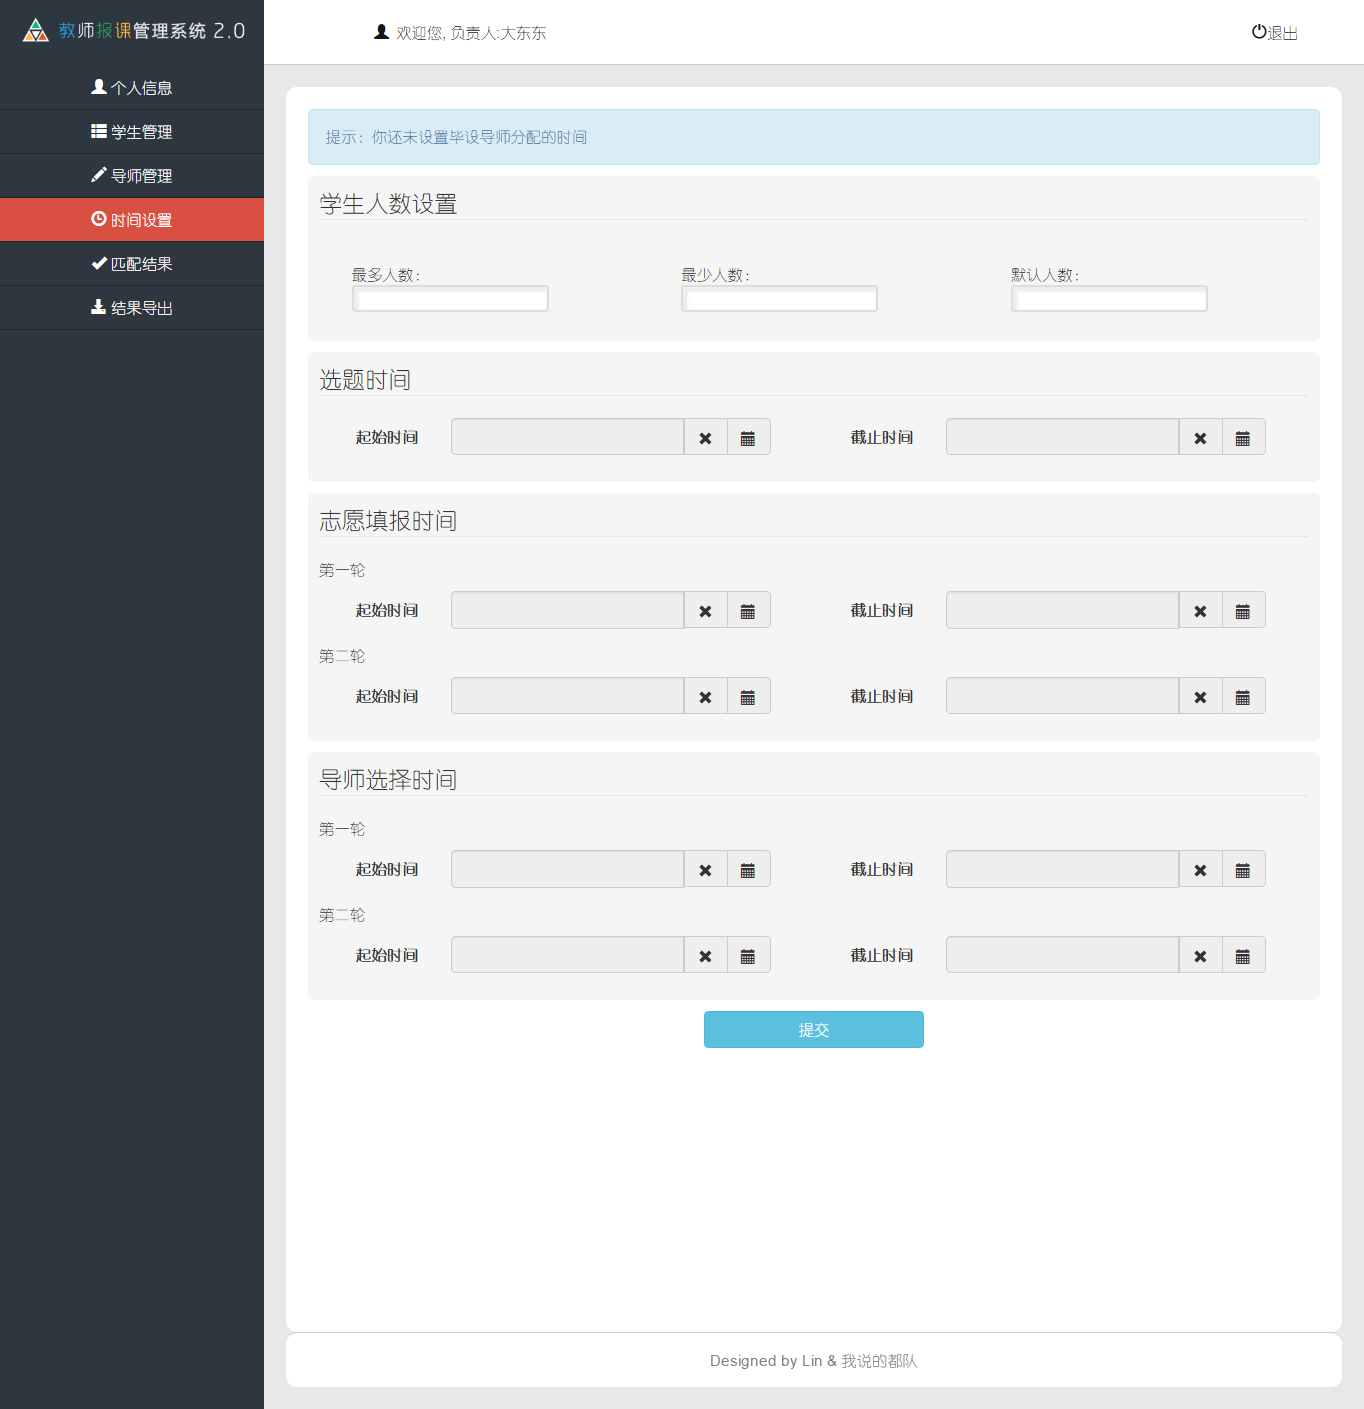 教师报课管理系统 2.0
欢迎您, 负责人:大东东
退出
个人信息
学生管理
导师管理
时间设置
匹配结果
结果导出
提示：你还未设置毕设导师分配的时间
学生人数设置
最多人数：
最少人数：
默认人数：
选题时间
起始时间
截止时间
志愿填报时间
第一轮
起始时间
截止时间
第二轮
起始时间
截止时间
导师选择时间
第一轮
起始时间
截止时间
第二轮
起始时间
截止时间
提交
Designed by Lin & 我说的都队